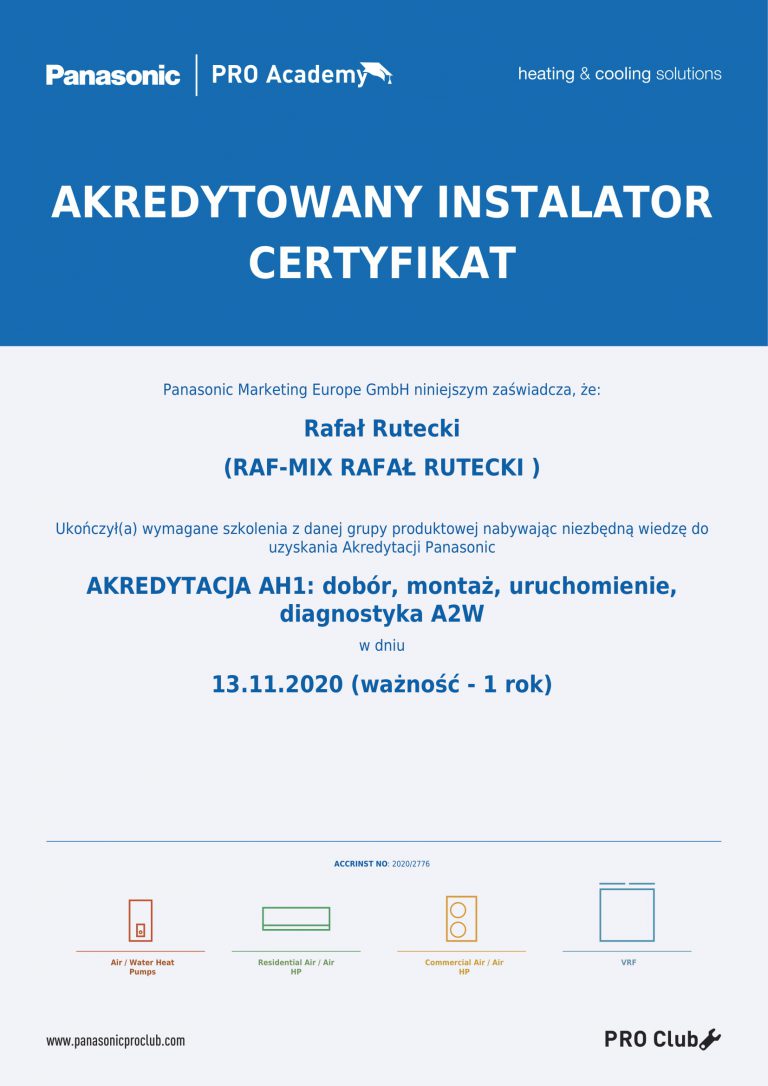 Panasonic PRO Academy heating & cooling solutions
AKREDYTOWANY INSTALATOR
CERTYFIKAT
Panasonic Marketing Europe GmbH niniejszym zaświadcza, że:
Rafał Rutecki
(RAF-MIX RAFAŁ RUTECKI )
Ukończył(a) wymagane szkolenia z danej grupy produktowej nabywając niezbędną wiedzę do
uzyskania Akredytacji Panasonic
AKREDYTACJA AH1: dobór, montaż, uruchomienie,
diagnostyka A2W
w dniu
13.11.2020 (ważność - 1 rok)
ACCRINST NO: 2020/2776
Air / Water Heat
Pumps
Residential Air / Air
HP
Commercial Air / Air
HP
VRF
www.panasonicproclub.com
PRO Club